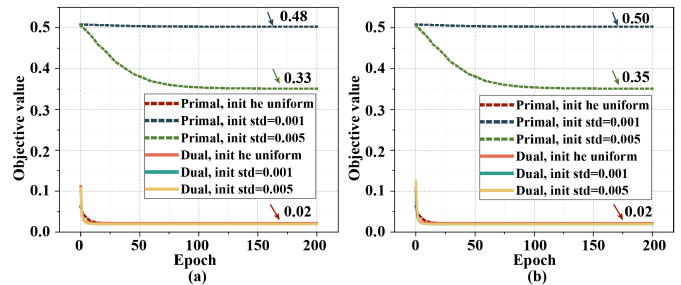 0.5
0.4
0.3
0.2
0.1
0.0
Objective value
0.48
0.33
Primal, init he uniform
Primal, init std=0.001
Primal, init std=0.005
Dual, init he uniform
Dual, init std=0.001
Dual, init std=0.005
0.02
0
50
100
150
200
Epoch
(a)
0.5
0.4
0.3
0.2
0.1
0.0
Objective value
0.50
0.35
Primal, init he uniform
Primal, init std=0.001
Primal, init std=0.005
Dual, init he uniform
Dual, init std=0.001
Dual, init std=0.005
0.02
0
50
100
150
200
Epoch
(b)